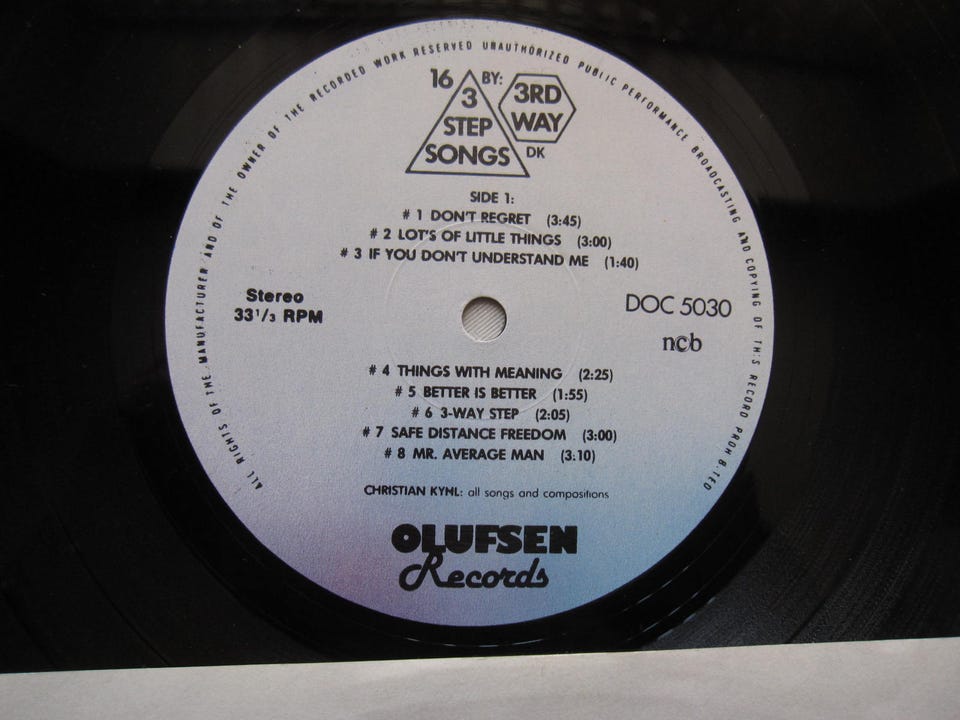 ALL RIGHTS OF THE MANUFACTURER AND OF THE OWNER OF THE RECORDED WORK RESERVED UNAUTHORIZED PUBLIC PERFORMANCE BROADCASTING AND COPYING OF THIS RECORD PROHIBITED
16 3 STEP SONGS
BY: 3RD WAY
DK
SIDE 1:
# 1 DON'T REGRET (3:45)
# 2 LOT'S OF LITTLE THINGS (3:00)
# 3 IF YOU DON'T UNDERSTAND ME (1:40)
Stereo
33 1/3 RPM
DOC 5030
ncb
# 4 THINGS WITH MEANING (2:25)
# 5 BETTER IS BETTER (1:55)
# 6 3-WAY STEP (2:05)
# 7 SAFE DISTANCE FREEDOM (3:00)
# 8 MR. AVERAGE MAN (3:10)
CHRISTIAN KYHL: all songs and compositions
OLUFSEN
Records